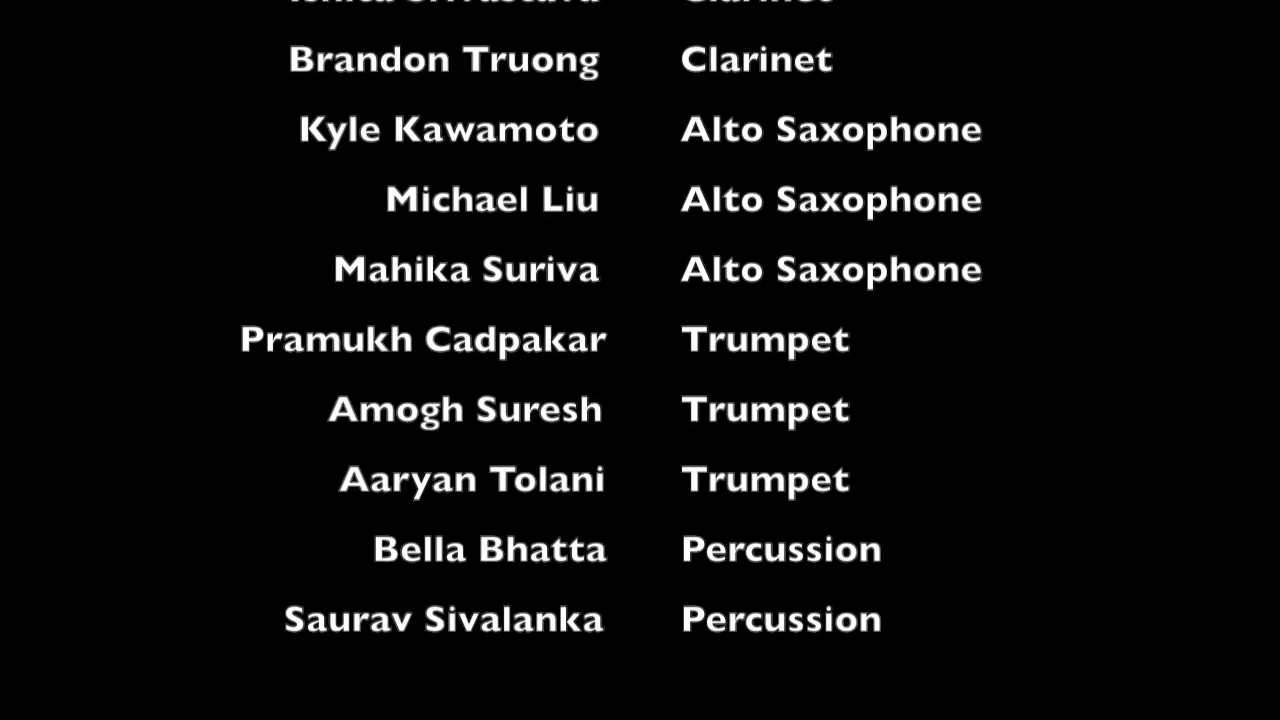 Brandon Truong Clarinet
Kyle Kawamoto Alto Saxophone
Michael Liu Alto Saxophone
Mahika Suriva Alto Saxophone
Pramukh Cadpakar Trumpet
Amogh Suresh Trumpet
Aaryan Tolani Trumpet
Bella Bhatta Percussion
Saurav Sivalanka Percussion